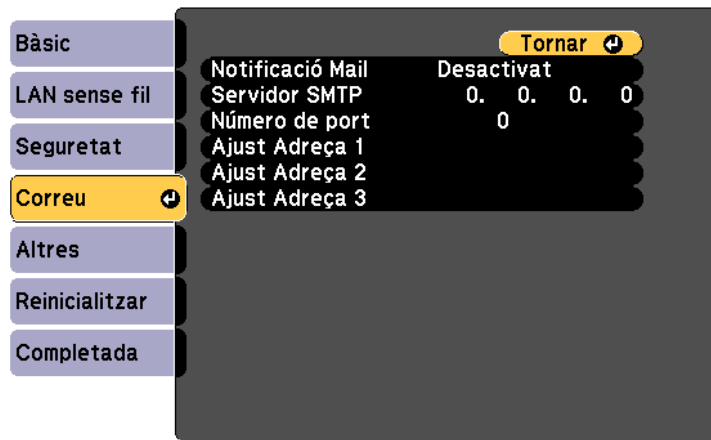 Bàsic
LAN sense fil
Seguretat
Correu
Altres
Reinicialitzar
Completada
Tornar
Notificació Mail Desactivat
Servidor SMTP 0. 0. 0. 0
Número de port 0
Ajust Adreça 1
Ajust Adreça 2
Ajust Adreça 3